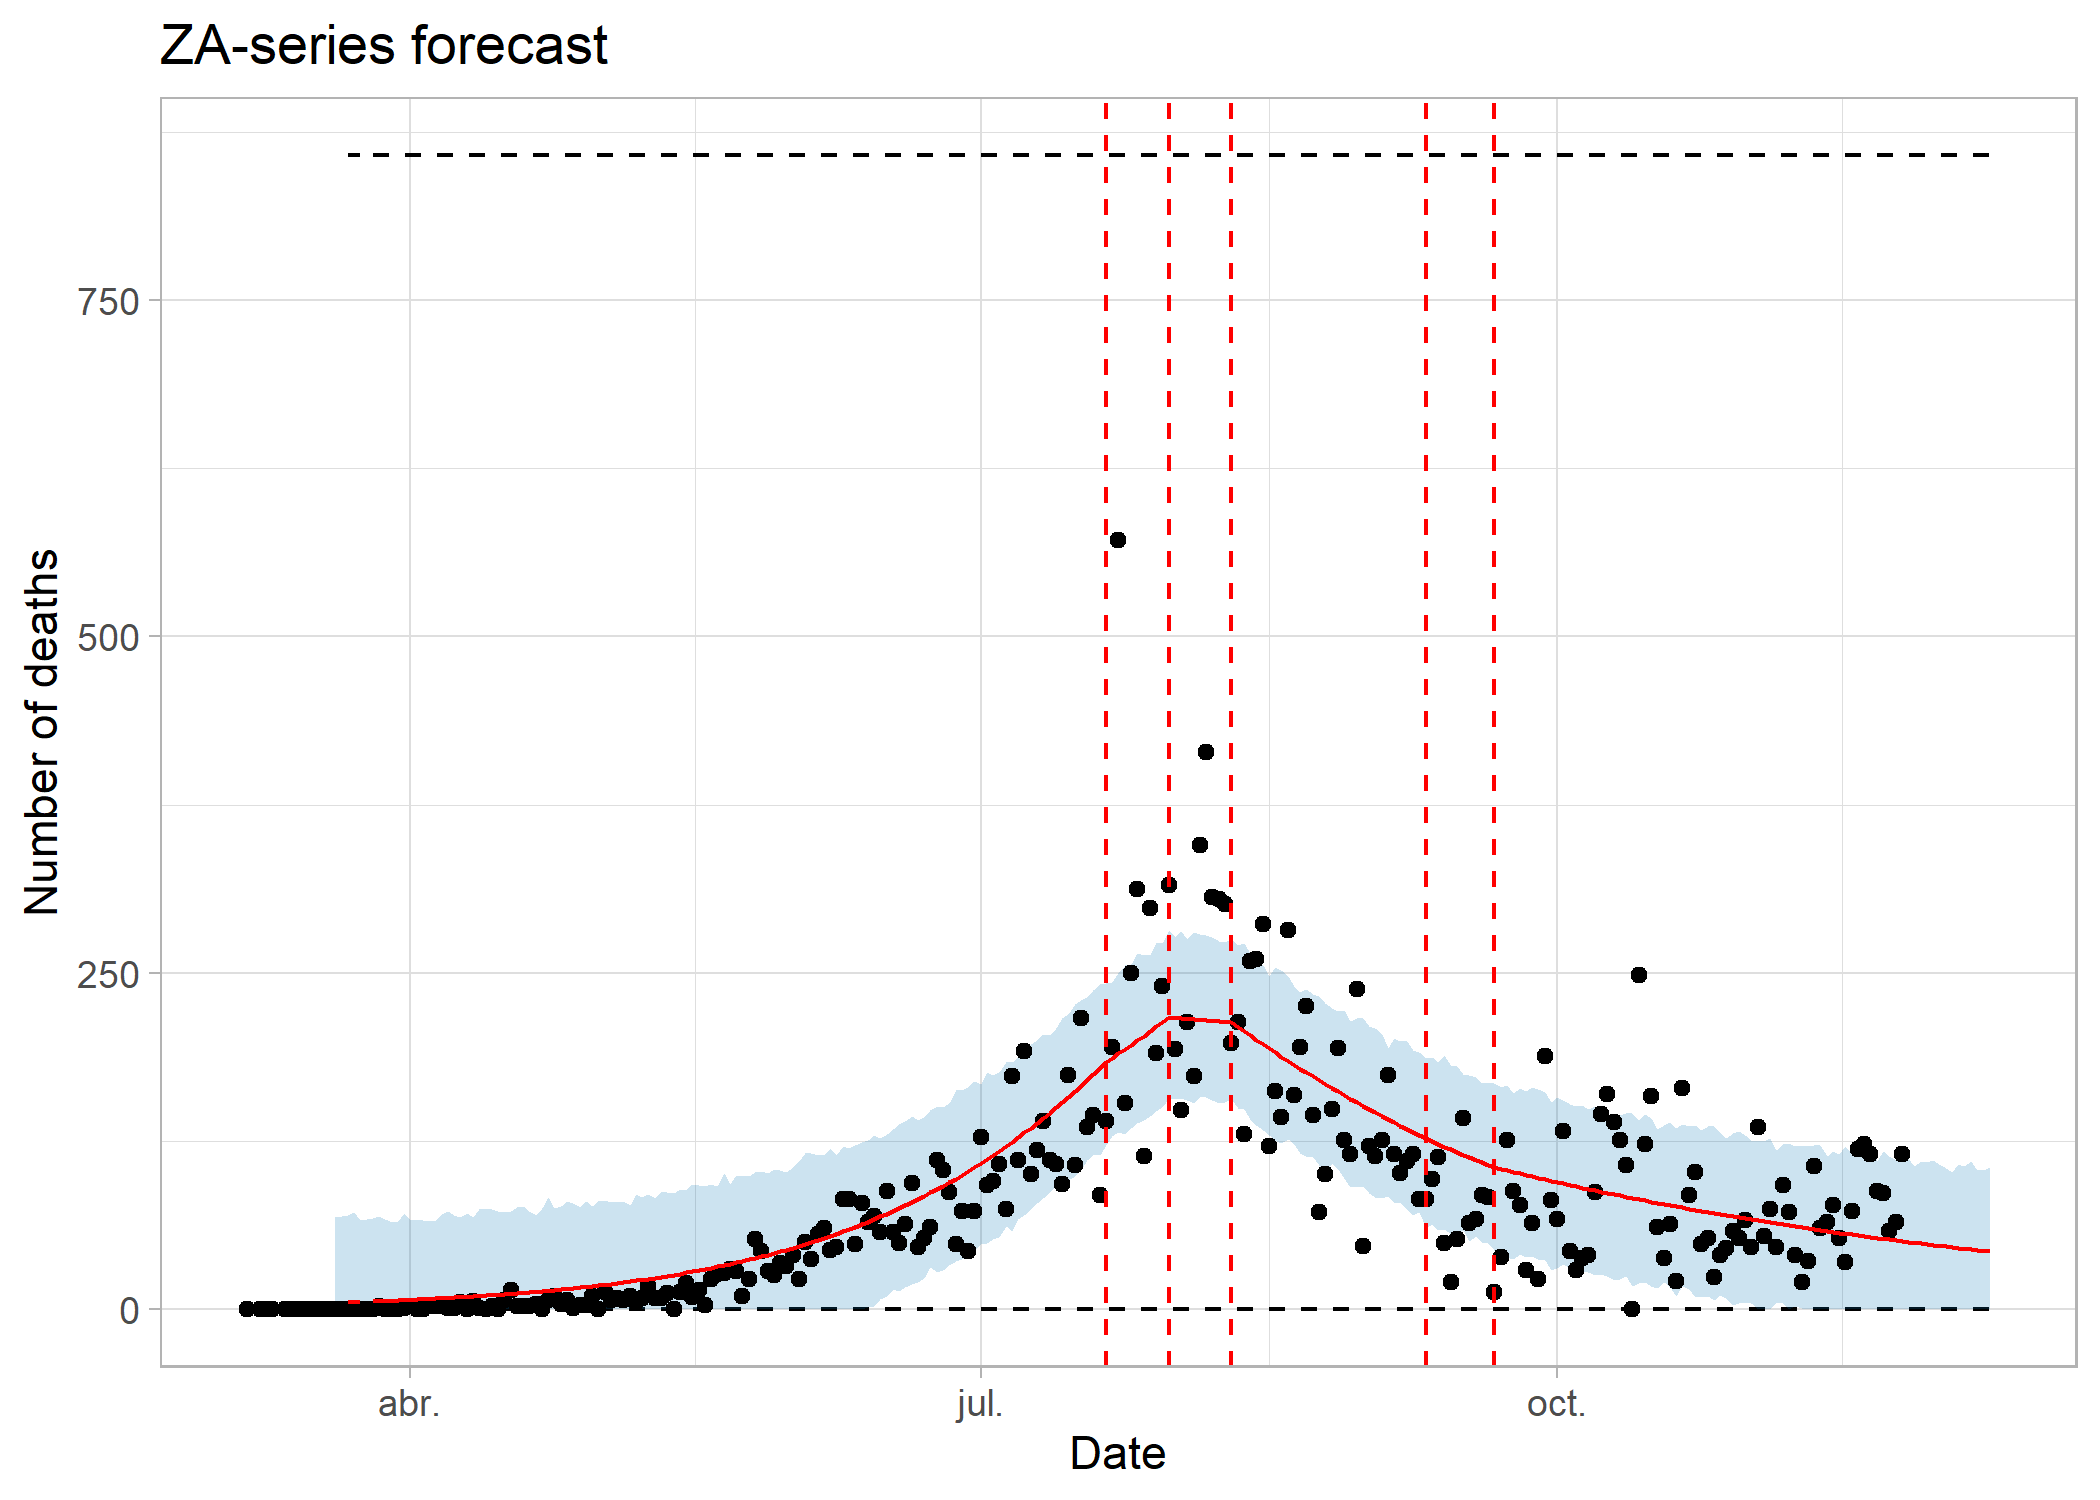 ZA-series forecast
Number of deaths
750
500
250
0
abr.
jul.
oct.
Date